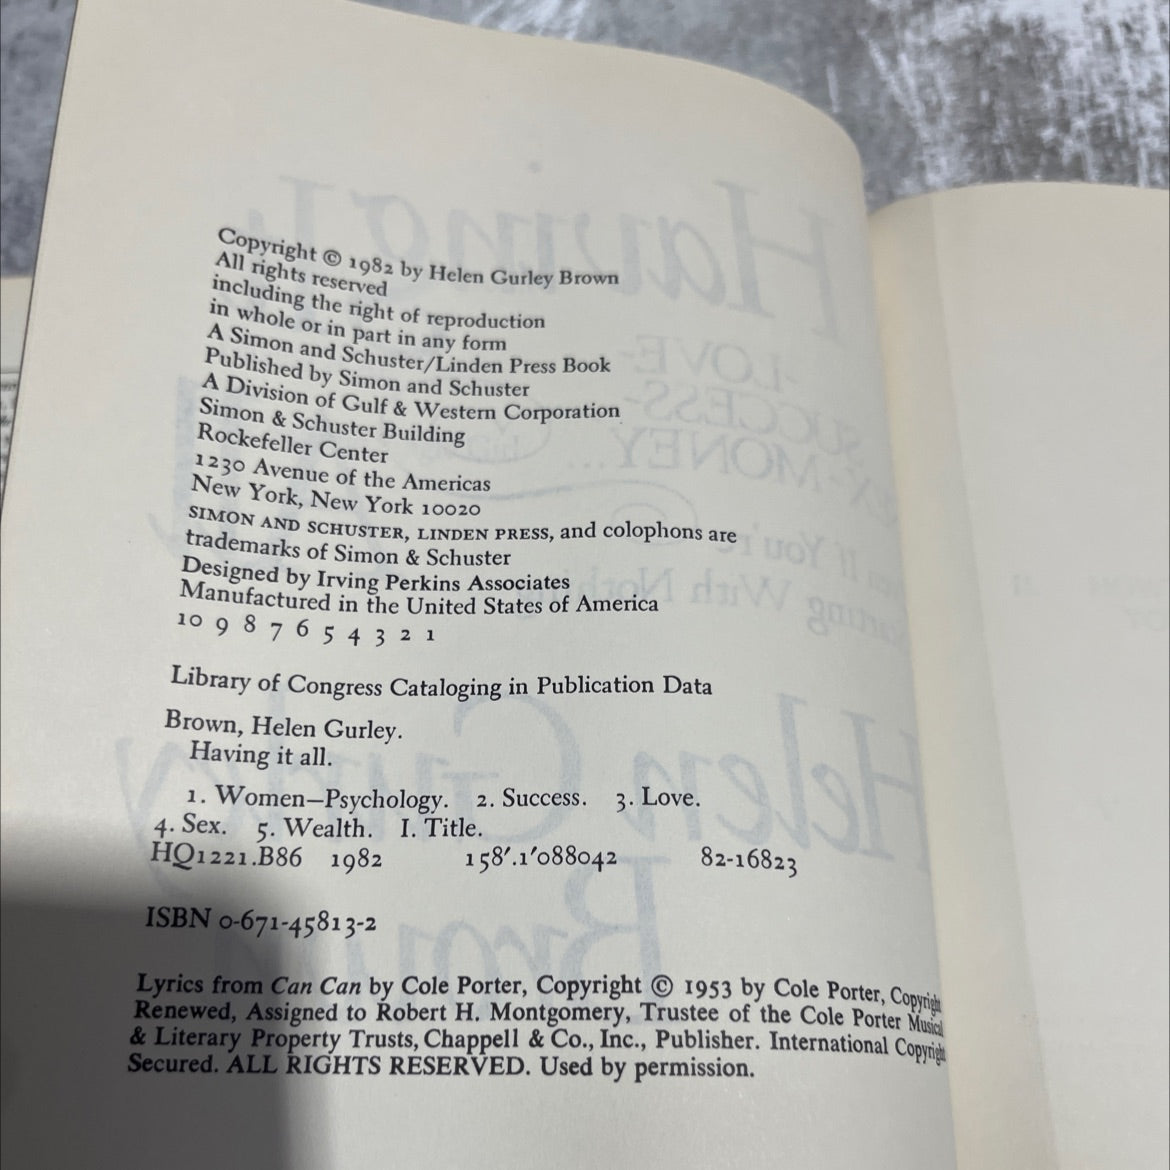 Copyright © 1982 by Helen Gurley Brown
All rights reserved
including the right of reproduction
in whole or in part in any form
A Simon and Schuster/Linden Press Book
Published by Simon and Schuster
A Division of Gulf & Western Corporation
Simon & Schuster Building
Rockefeller Center
1230 Avenue of the Americas
New York, New York 10020
SIMON AND SCHUSTER, LINDEN PRESS, and colophons are
trademarks of Simon & Schuster
Designed by Irving Perkins Associates
Manufactured in the United States of America
10 9 8 7 6 5 4 3 2 1
Library of Congress Cataloging in Publication Data
Brown, Helen Gurley.
Having it all.
1. Women—Psychology. 2. Success. 3. Love.
4. Sex. 5. Wealth. I. Title.
HQ1221.B86 1982 158′.1′088042 82-16823
ISBN 0-671-45813-2
Lyrics from Can Can by Cole Porter, Copyright © 1953 by Cole Porter, Copyright
Renewed, Assigned to Robert H. Montgomery, Trustee of the Cole Porter Musical
& Literary Property Trusts, Chappell & Co., Inc., Publisher. International Copyright
Secured. ALL RIGHTS RESERVED. Used by permission.